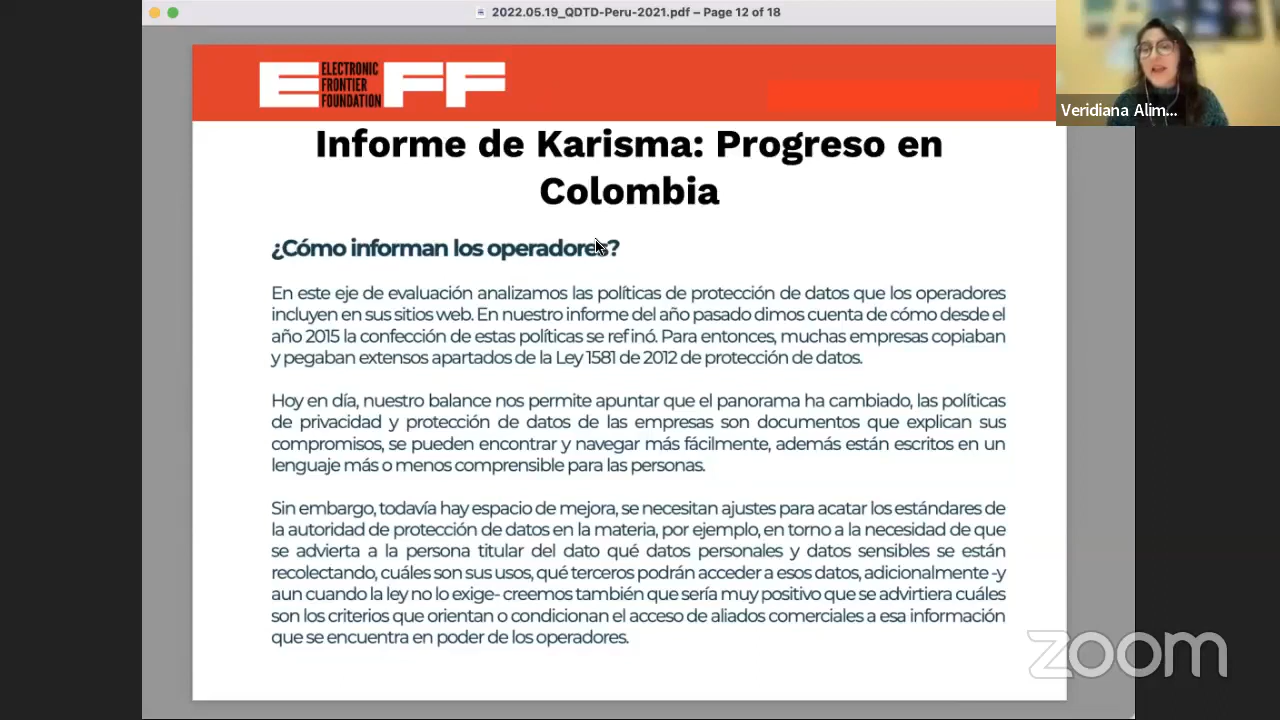 2022.05.19_QDTD-Peru-2021.pdf – Page 12 of 18
ELECTRONIC
FRONTIER
FOUNDATION
EFF
Veridiana Alim...
Informe de Karisma: Progreso en
Colombia
¿Cómo informan los operadores?
En este eje de evaluación analizamos las políticas de protección de datos que los operadores
incluyen en sus sitios web. En nuestro informe del año pasado dimos cuenta de cómo desde el
año 2015 la confección de estas políticas se refinó. Para entonces, muchas empresas copiaban
y pegaban extensos apartados de la Ley 1581 de 2012 de protección de datos.
Hoy en día, nuestro balance nos permite apuntar que el panorama ha cambiado, las políticas
de privacidad y protección de datos de las empresas son documentos que explican sus
compromisos, se pueden encontrar y navegar más fácilmente, además están escritos en un
lenguaje más o menos comprensible para las personas.
Sin embargo, todavía hay espacio de mejora, se necesitan ajustes para acatar los estándares de
la autoridad de protección de datos en la materia, por ejemplo, en torno a la necesidad de que
se advierta a la persona titular del dato qué datos personales y datos sensibles se están
recolectando, cuáles son sus usos, qué terceros podrán acceder a esos datos, adicionalmente -y
aun cuando la ley no lo exige- creemos también que sería muy positivo que se advirtiera cuáles
son los criterios que orientan o condicionan el acceso de aliados comerciales a esa información
que se encuentra en poder de los operadores.
zoom